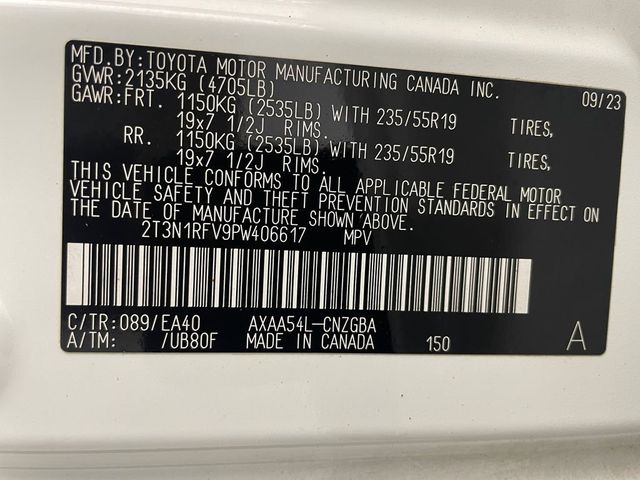 MFD.BY:TOYOTA MOTOR MANUFACTURING CANADA INC. 09/23
GVWR:2135KG (4705LB)
GAWR:FRT. 1150KG (2535LB) WITH 235/55R19 TIRES,
19x7 1/2J RIMS.
RR. 1150KG (2535LB) WITH 235/55R19 TIRES,
19x7 1/2J RIMS.
THIS VEHICLE CONFORMS TO ALL APPLICABLE FEDERAL MOTOR
VEHICLE SAFETY AND THEFT PREVENTION STANDARDS IN EFFECT ON
THE DATE OF MANUFACTURE SHOWN ABOVE.
2T3N1RFV9PW406617 MPV
C/TR:089/EA40 AXAA54L-CNZGBA
A/TM: /UB80F MADE IN CANADA 150 A